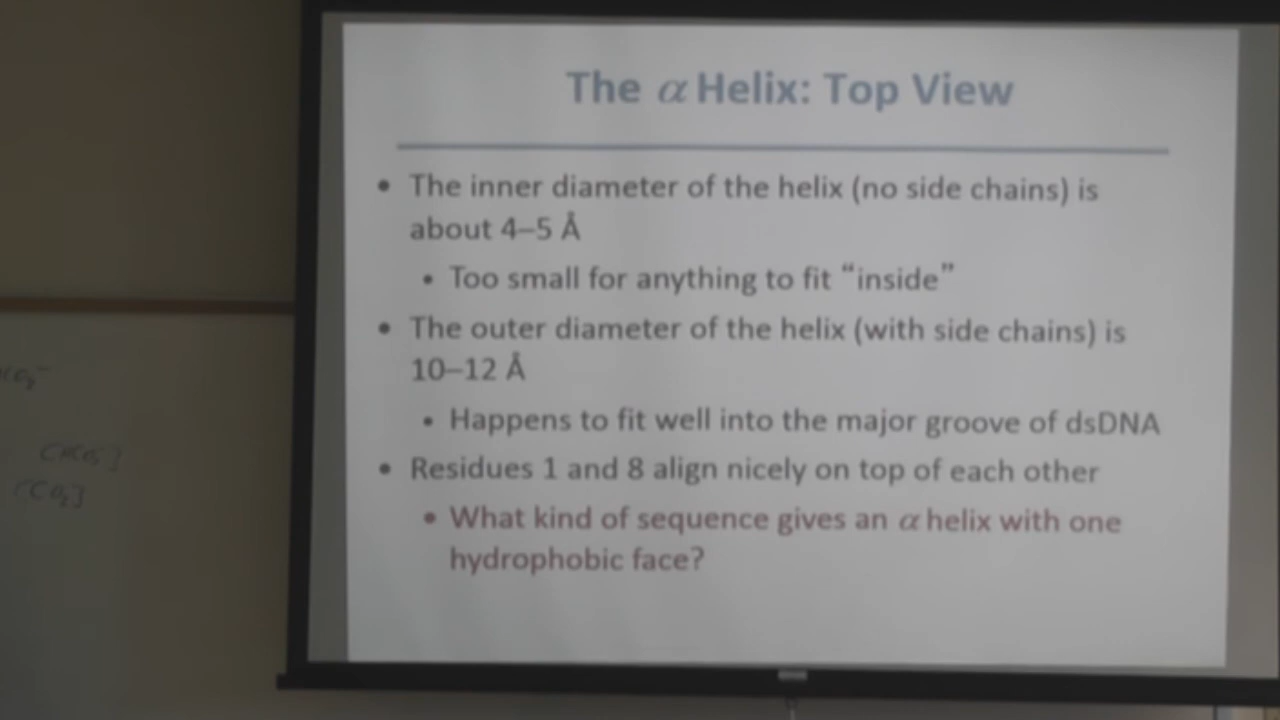 The α Helix: Top View
• The inner diameter of the helix (no side chains) is
about 4–5 Å
• Too small for anything to fit “inside”
• The outer diameter of the helix (with side chains) is
10–12 Å
• Happens to fit well into the major groove of dsDNA
• Residues 1 and 8 align nicely on top of each other
• What kind of sequence gives an α helix with one
hydrophobic face?
[CO₂]